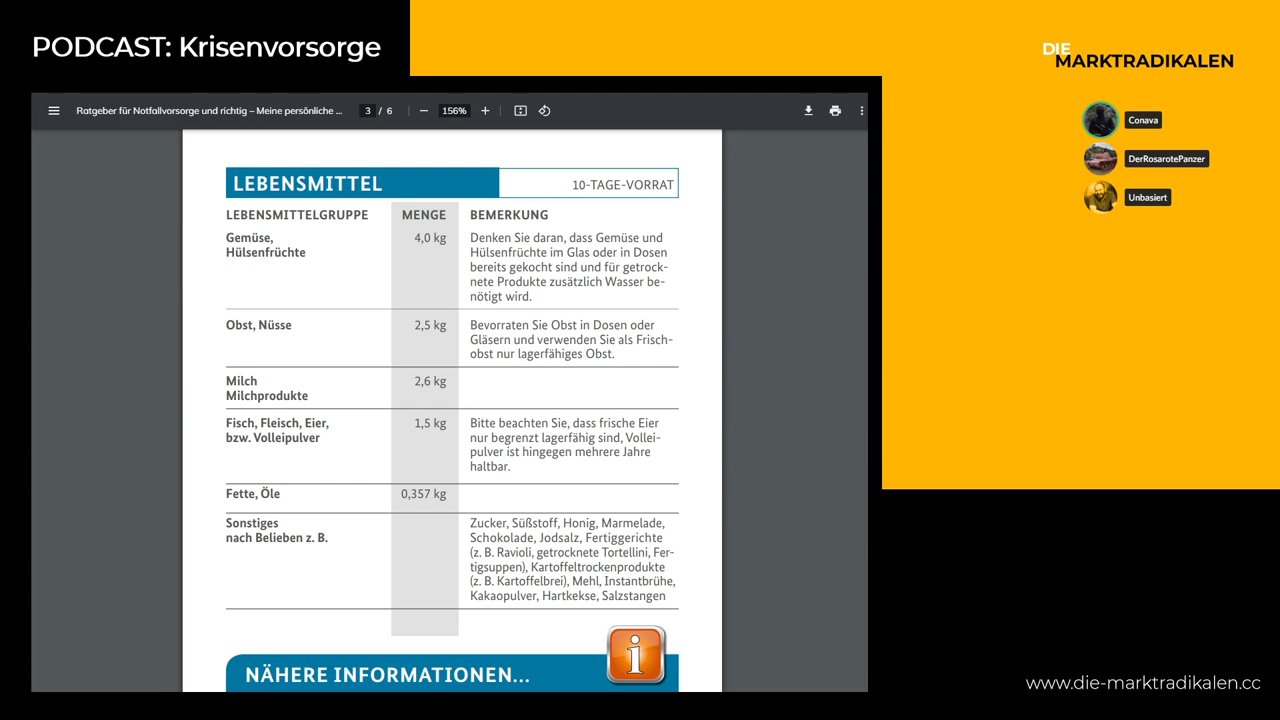 PODCAST: Krisenvorsorge
DIE
MARKTRADIKALEN
Ratgeber für Notfallvorsorge und richtig – Meine persönliche ...
3 / 6
156%
Conava
DerRosarotePanzer
Unbasiert
LEBENSMITTEL
10-TAGE-VORRAT
LEBENSMITTELGRUPPE MENGE BEMERKUNG
Gemüse,
Hülsenfrüchte
4,0 kg
Denken Sie daran, dass Gemüse und
Hülsenfrüchte im Glas oder in Dosen
bereits gekocht sind und für getrock-
nete Produkte zusätzlich Wasser be-
nötigt wird.
Obst, Nüsse
2,5 kg
Bevorraten Sie Obst in Dosen oder
Gläsern und verwenden Sie als Frisch-
obst nur lagerfähiges Obst.
Milch
Milchprodukte
2,6 kg
Fisch, Fleisch, Eier,
bzw. Volleipulver
1,5 kg
Bitte beachten Sie, dass frische Eier
nur begrenzt lagerfähig sind, Vollei-
pulver ist hingegen mehrere Jahre
haltbar.
Fette, Öle
0,357 kg
Sonstiges
nach Belieben z. B.
Zucker, Süßstoff, Honig, Marmelade,
Schokolade, Jodsalz, Fertiggerichte
(z. B. Ravioli, getrocknete Tortellini, Fer-
tigsuppen), Kartoffeltrockenprodukte
(z. B. Kartoffelbrei), Mehl, Instantbrühe,
Kakaopulver, Hartkekse, Salzstangen
i
NÄHERE INFORMATIONEN...
www.die-marktradikalen.cc